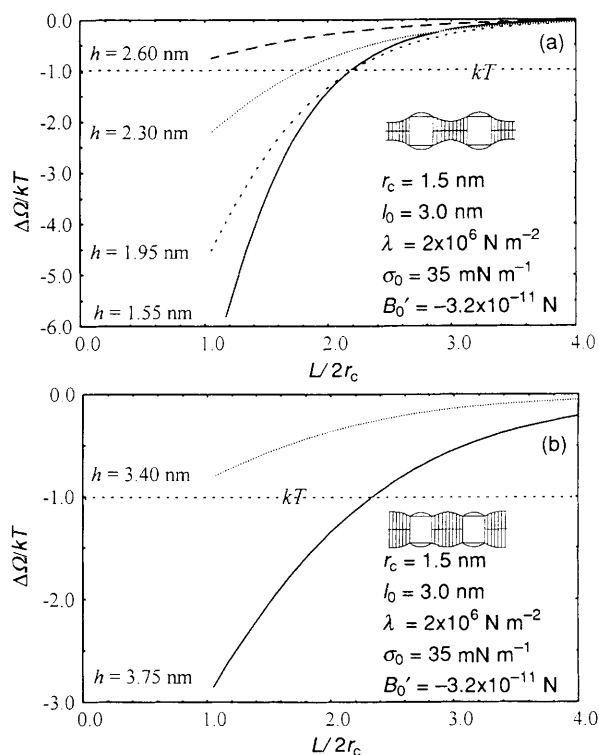 (a)
0.0
h = 2.60 nm
-1.0
kT
h = 2.30 nm
-2.0
-3.0
ΔΩ/kT
-4.0
h = 1.95 nm
-5.0
h = 1.55 nm
-6.0
r_c = 1.5 nm
l_0 = 3.0 nm
λ = 2x10^6 N m^-2
σ_0 = 35 mN m^-1
B_0' = -3.2x10^-11 N
0.0 1.0 2.0 3.0 4.0
L/2r_c
(b)
0.0
h = 3.40 nm
-1.0
kT
ΔΩ/kT
-2.0
h = 3.75 nm
-3.0
r_c = 1.5 nm
l_0 = 3.0 nm
λ = 2x10^6 N m^-2
σ_0 = 35 mN m^-1
B_0' = -3.2x10^-11 N
0.0 1.0 2.0 3.0 4.0
L/2r_c